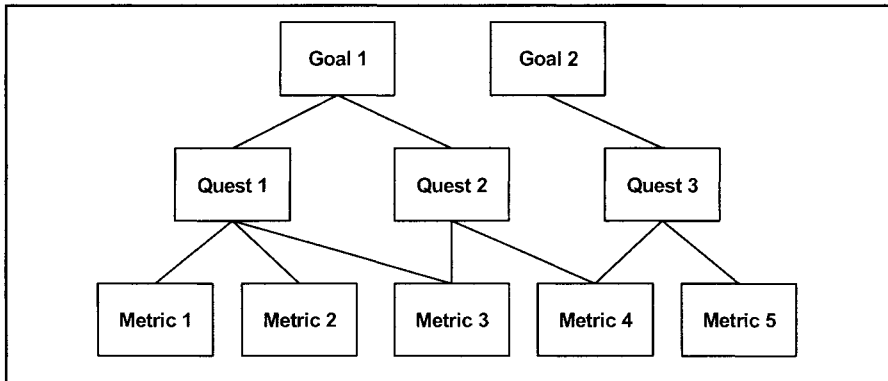 Goal 1 Goal 2
Quest 1 Quest 2 Quest 3
Metric 1 Metric 2 Metric 3 Metric 4 Metric 5